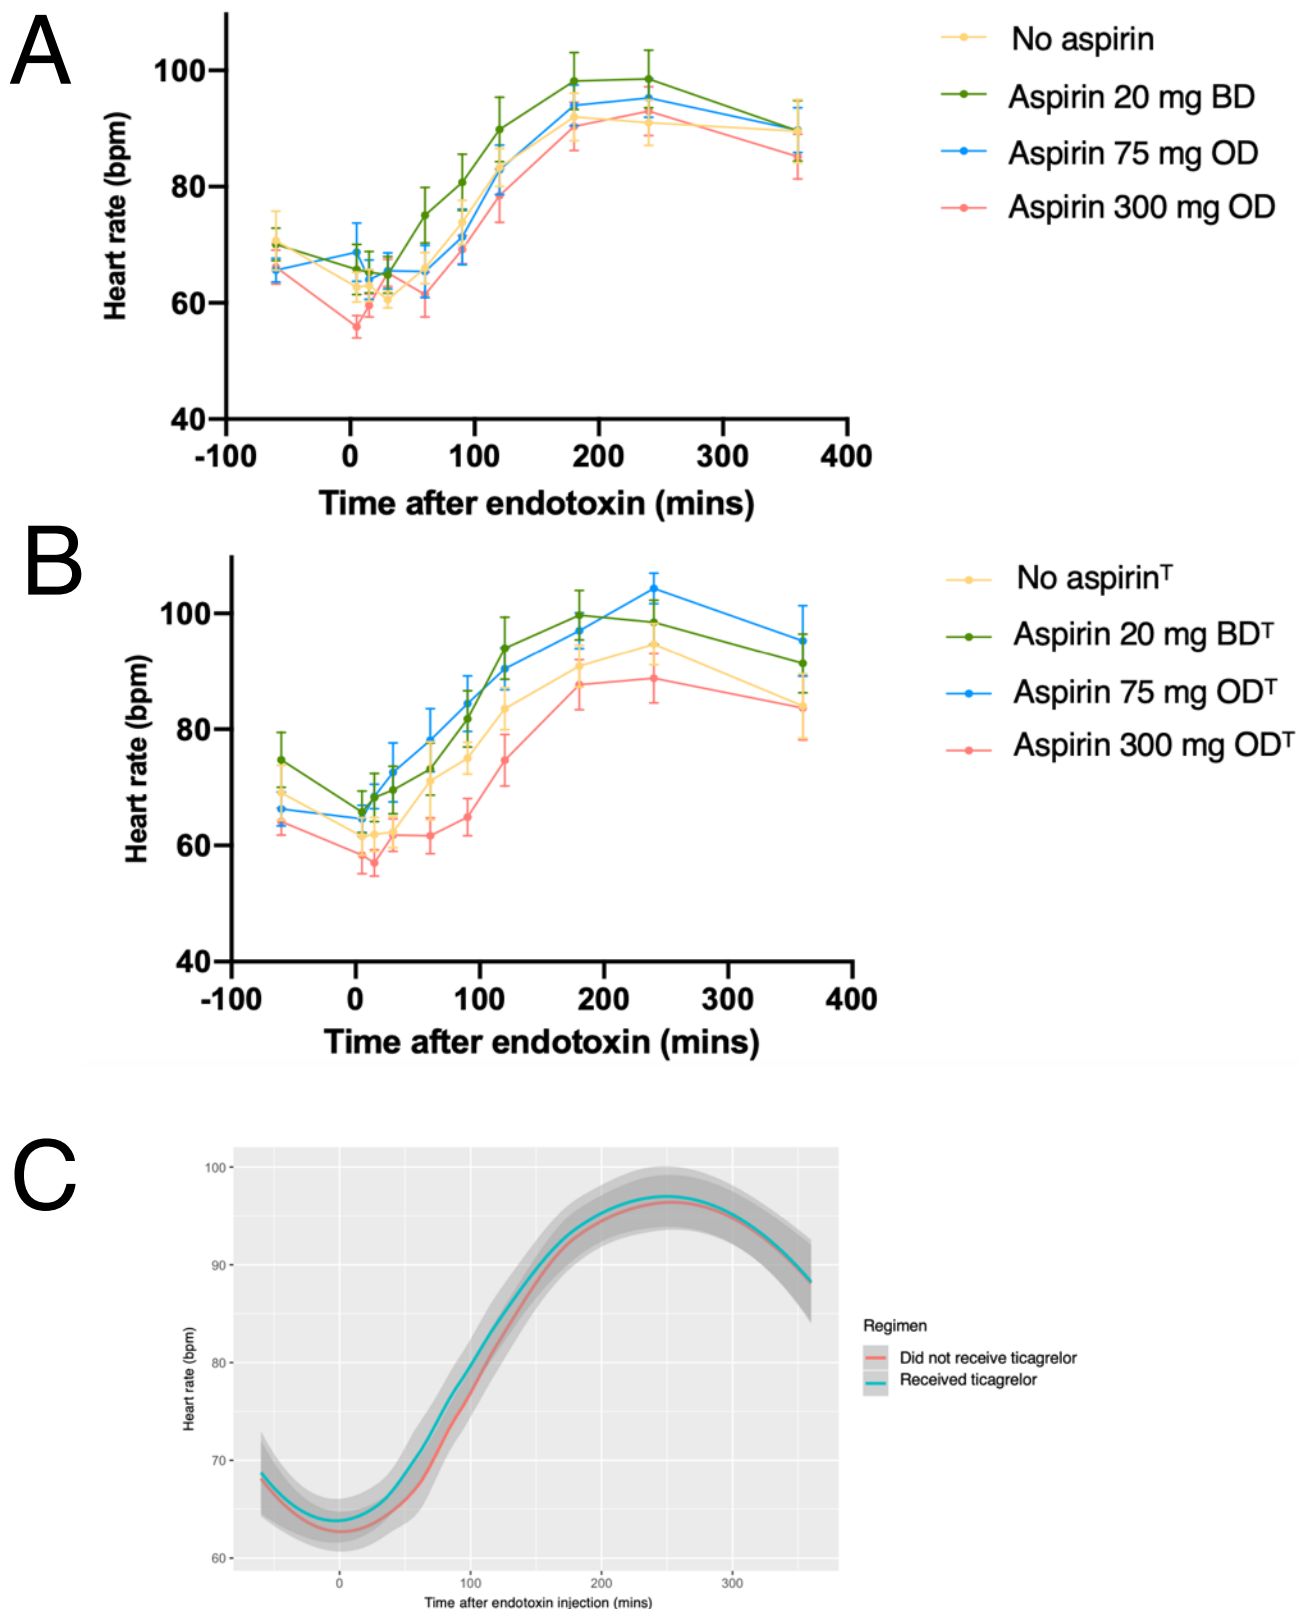 A
100
80
60
40
Heart rate (bpm)
-100 0 100 200 300 400
Time after endotoxin (mins)
No aspirin
Aspirin 20 mg BD
Aspirin 75 mg OD
Aspirin 300 mg OD
B
100
80
60
40
Heart rate (bpm)
-100 0 100 200 300 400
Time after endotoxin (mins)
No aspirinᵀ
Aspirin 20 mg BDᵀ
Aspirin 75 mg ODᵀ
Aspirin 300 mg ODᵀ
C
100
90
80
70
60
Heart rate (bpm)
0 100 200 300
Time after endotoxin injection (mins)
Regimen
Did not receive ticagrelor
Received ticagrelor